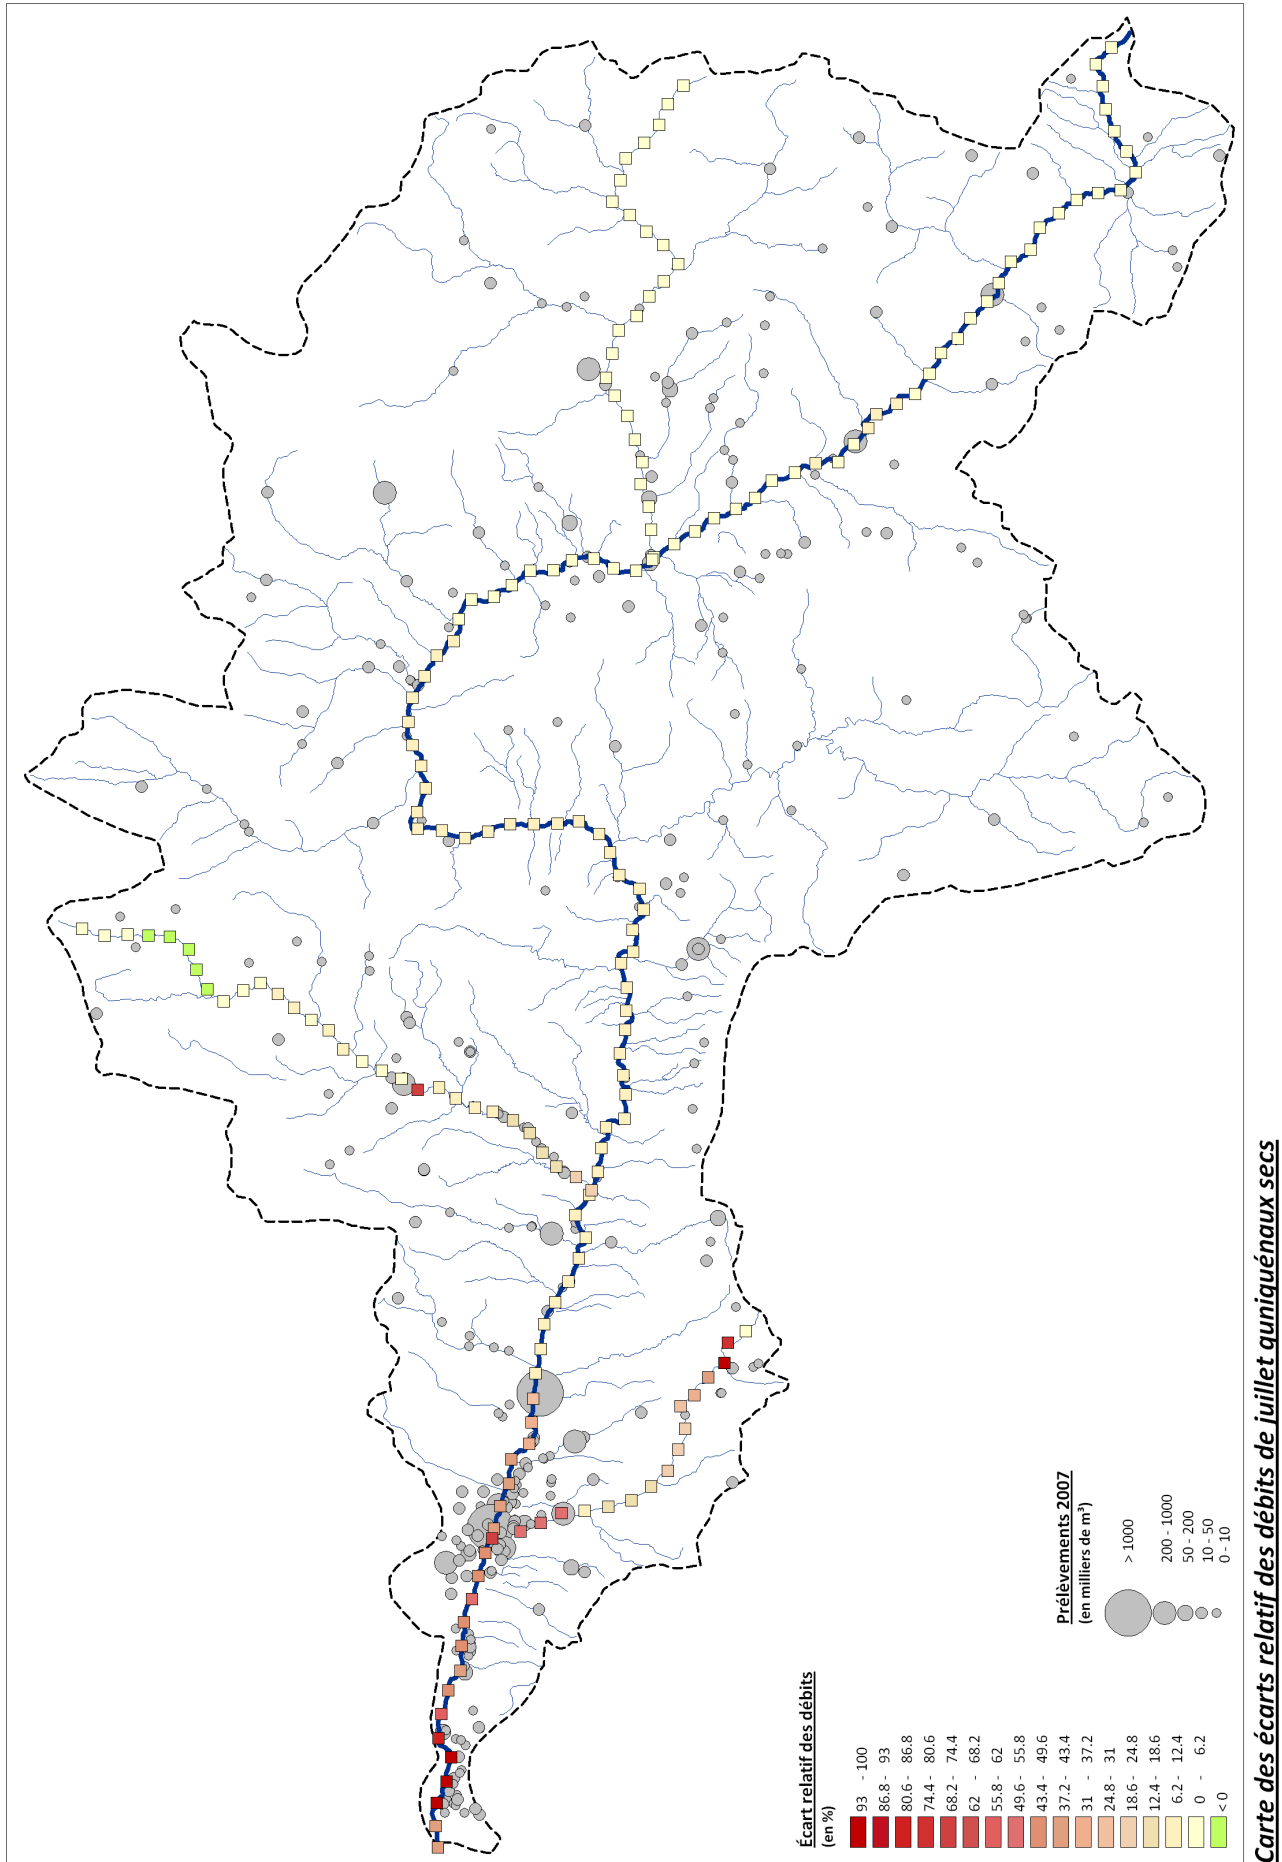 Carte des écarts relatif des débits de juillet quniquénaux secs
Écart relatif des débits
(en %)
93 - 100
86.8 - 93
80.6 - 86.8
74.4 - 80.6
68.2 - 74.4
62 - 68.2
55.8 - 62
49.6 - 55.8
43.4 - 49.6
37.2 - 43.4
31 - 37.2
24.8 - 31
18.6 - 24.8
12.4 - 18.6
6.2 - 12.4
0 - 6.2
< 0
Prélèvements 2007
(en milliers de m³)
> 1000
200 - 1000
50 - 200
10 - 50
0 - 10